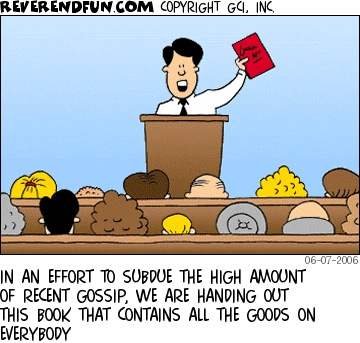 REVERENDFUN.COM COPYRIGHT GCI, INC.
06-07-2006
IN AN EFFORT TO SUBDUE THE HIGH AMOUNT
OF RECENT GOSSIP, WE ARE HANDING OUT
THIS BOOK THAT CONTAINS ALL THE GOODS ON
EVERYBODY